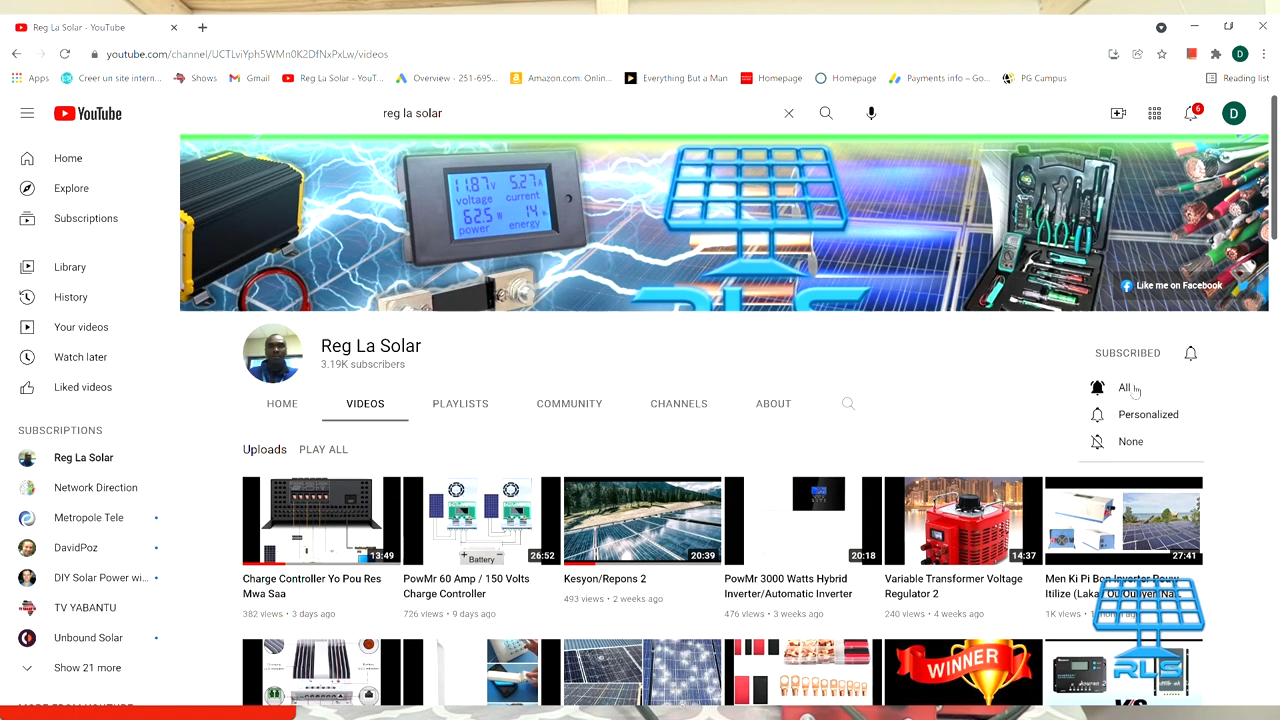 Reg La Solar - YouTube
youtube.com/channel/UCTLviYph5WMn0K2DfNxPxLw/videos
Apps
Creer un site intern...
Shows
Gmail
Reg La Solar - YouT...
Overview - 251-695...
Amazon.com. Onlin...
Everything But a Man
Homepage
Homepage
Payments info – Go...
PG Campus
Reading list
YouTube
reg la solar
6
D
Home
Explore
Subscriptions
Library
History
Your videos
Watch later
Liked videos
SUBSCRIPTIONS
Reg La Solar
Network Direction
Metropole Tele
DavidPoz
DIY Solar Power wi...
TV YABANTU
Unbound Solar
Show 21 more
11.87V 5.27A
voltage current
62.5W 14
power energy
RLS
Like me on Facebook
Reg La Solar
3.19K subscribers
SUBSCRIBED
All
Personalized
None
HOME
VIDEOS
PLAYLISTS
COMMUNITY
CHANNELS
ABOUT
Uploads PLAY ALL
13:49
Charge Controller Yo Pou Res
Mwa Saa
382 views • 3 days ago
Battery
26:52
PowMr 60 Amp / 150 Volts
Charge Controller
726 views • 9 days ago
20:39
Kesyon/Repons 2
493 views • 2 weeks ago
20:18
PowMr 3000 Watts Hybrid
Inverter/Automatic Inverter
476 views • 3 weeks ago
14:37
Variable Transformer Voltage
Regulator 2
240 views • 4 weeks ago
27:41
Men Ki Pi Bon Inverter Pouw
Itilize (Laka
1K views
WINNER
RLS